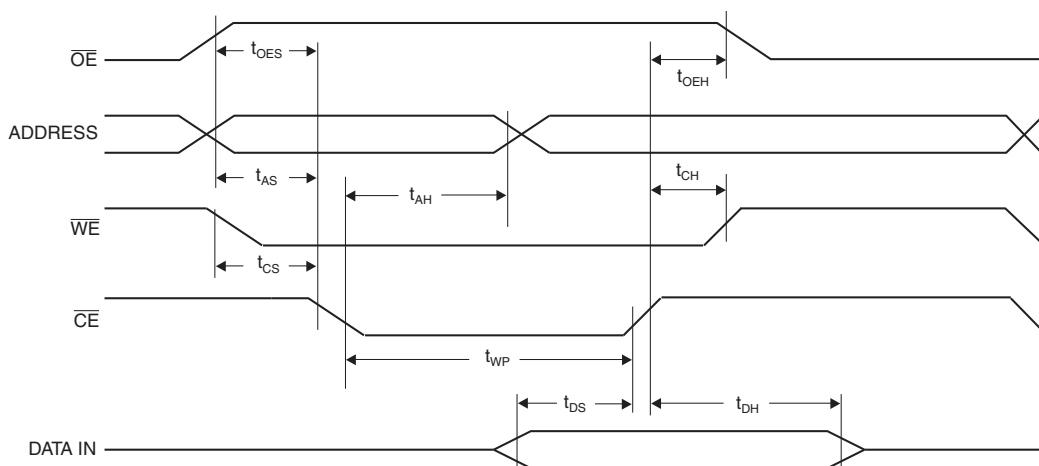 OE
tOES
tOEH
ADDRESS
tAS
tAH
tCH
WE
tCS
CE
tWP
tDS
tDH
DATA IN